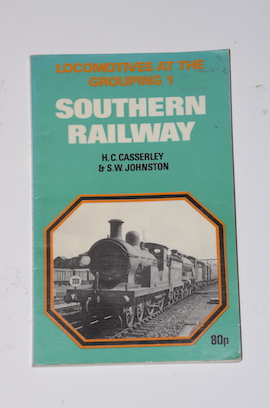 LOCOMOTIVES AT THE
GROUPING 1
SOUTHERN
RAILWAY
H.C. CASSERLEY
& S.W. JOHNSTON
80p